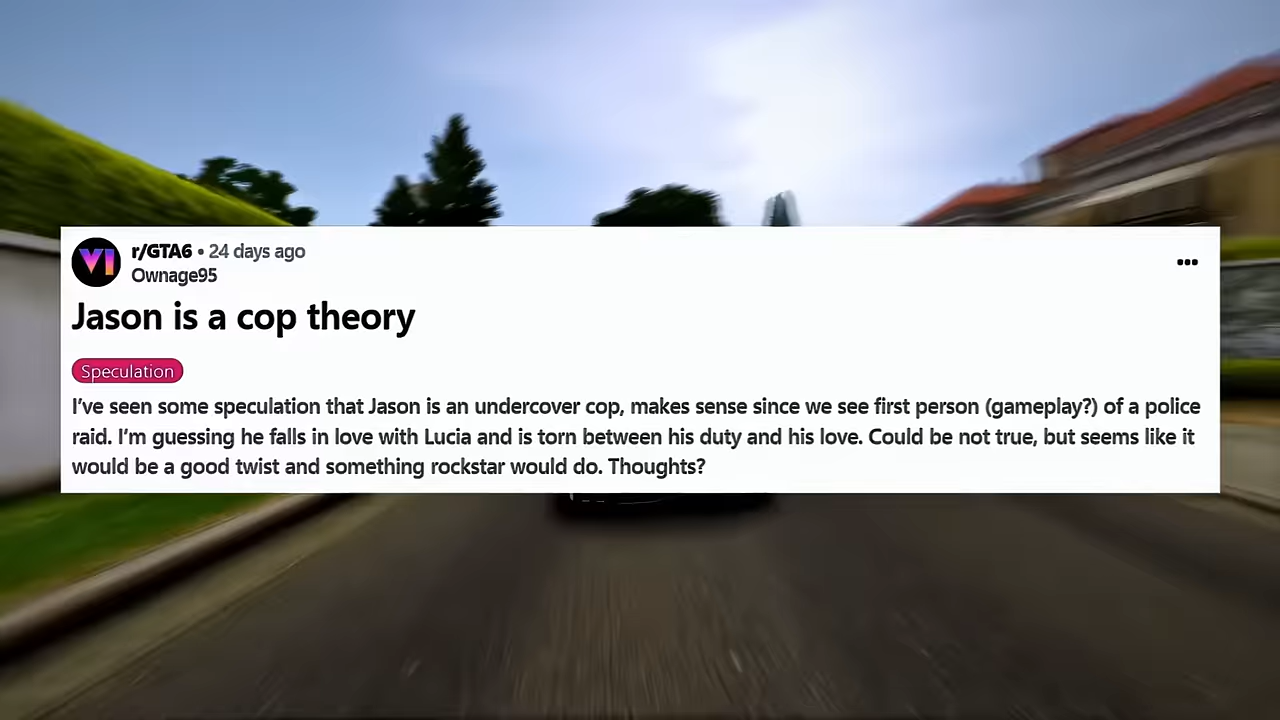 VI
r/GTA6 • 24 days ago
Ownage95
Jason is a cop theory
Speculation
I've seen some speculation that Jason is an undercover cop, makes sense since we see first person (gameplay?) of a police
raid. I'm guessing he falls in love with Lucia and is torn between his duty and his love. Could be not true, but seems like it
would be a good twist and something rockstar would do. Thoughts?